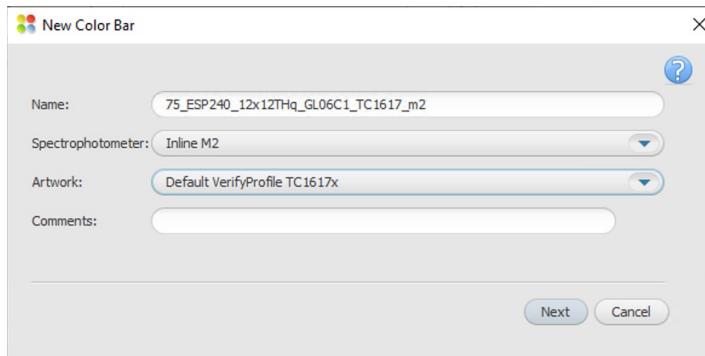 New Color Bar
?
Name: 75_ESP240_12x12THq_GL06C1_TC1617_m2
Spectrophotometer: Inline M2
Artwork: Default VerifyProfile TC1617x
Comments:
Next Cancel